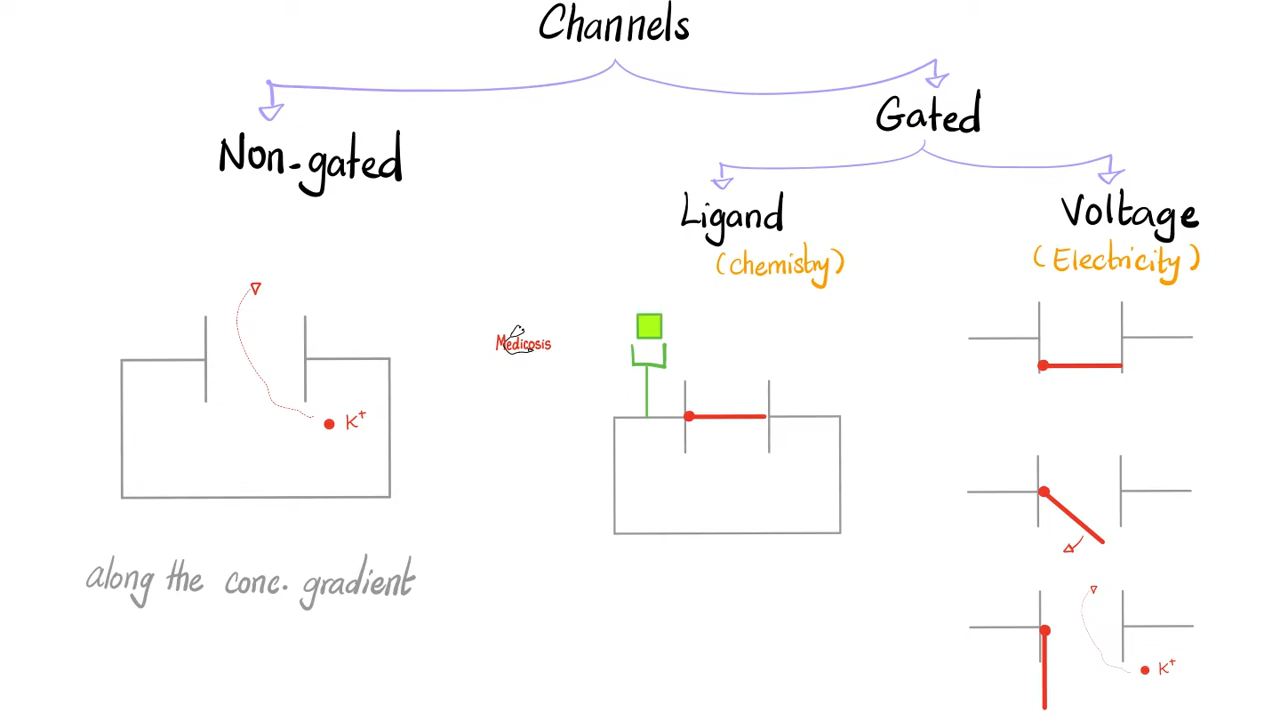 Channels
Non-gated
Gated
Ligand
(chemistry)
Voltage
(Electricity)
Medicosis
K⁺
along the conc. gradient
K⁺